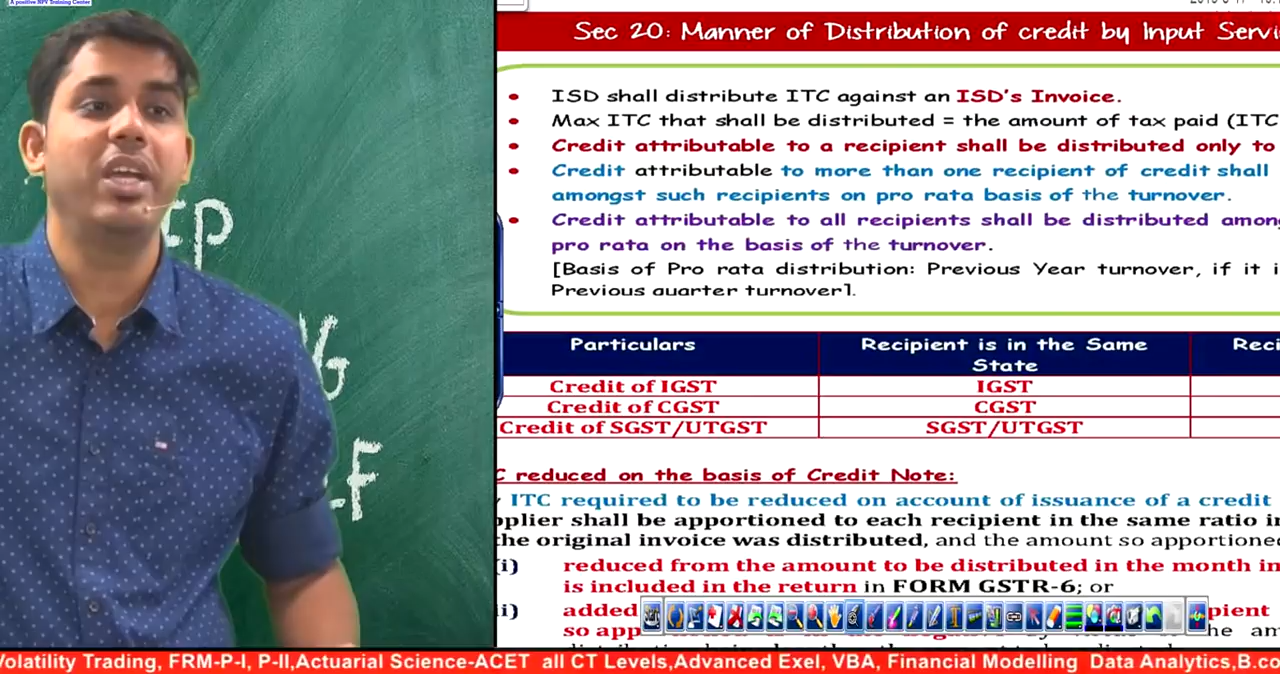 A positive NPV Training Center
Sec 20: Manner of Distribution of credit by Input
ISD shall distribute ITC against an ISD's Invoice.
Max ITC that shall be distributed = the amount of tax paid (ITC
Credit attributable to a recipient shall be distributed only to
Credit attributable to more than one recipient of credit shall
amongst such recipients on pro rata basis of the turnover.
Credit attributable to all recipients shall be distributed
pro rata on the basis of the turnover.
[Basis of Pro rata distribution: Previous Year turnover, if it
Previous quarter turnover].
Particulars Recipient is in the Same
State
Credit of IGST IGST
Credit of CGST CGST
Credit of SGST/UTGST SGST/UTGST
C reduced on the basis of Credit Note:
ITC required to be reduced on account of issuance of a credit
pplier shall be apportioned to each recipient in the same ratio
the original invoice was distributed, and the amount so apportioned
(i) reduced from the amount to be distributed in the month in
is included in the return in FORM GSTR-6; or
added
so
Volatility Trading, FRM-P-I, P-II,Actuarial Science-ACET all CT Levels,Advanced Exel, VBA, Financial Modelling Data Analytics,B.co